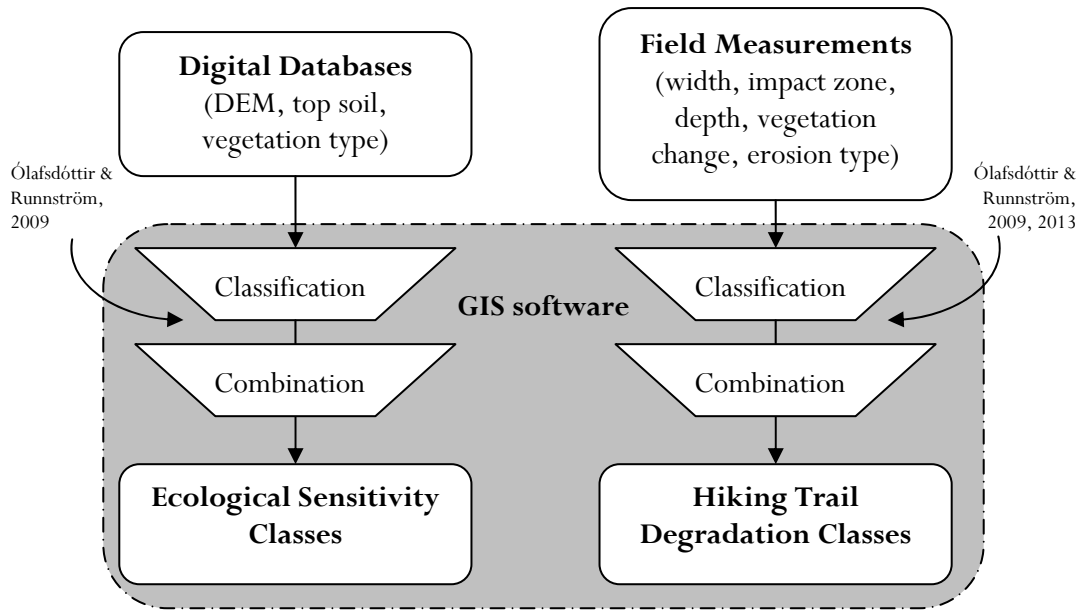 Digital Databases
(DEM, top soil,
vegetation type)
Field Measurements
(width, impact zone,
depth, vegetation
change, erosion type)
Ólafsdóttir &
Runnström,
2009
Ólafsdóttir &
Runnström,
2009, 2013
Classification
GIS software
Classification
Combination
Combination
Ecological Sensitivity
Classes
Hiking Trail
Degradation Classes